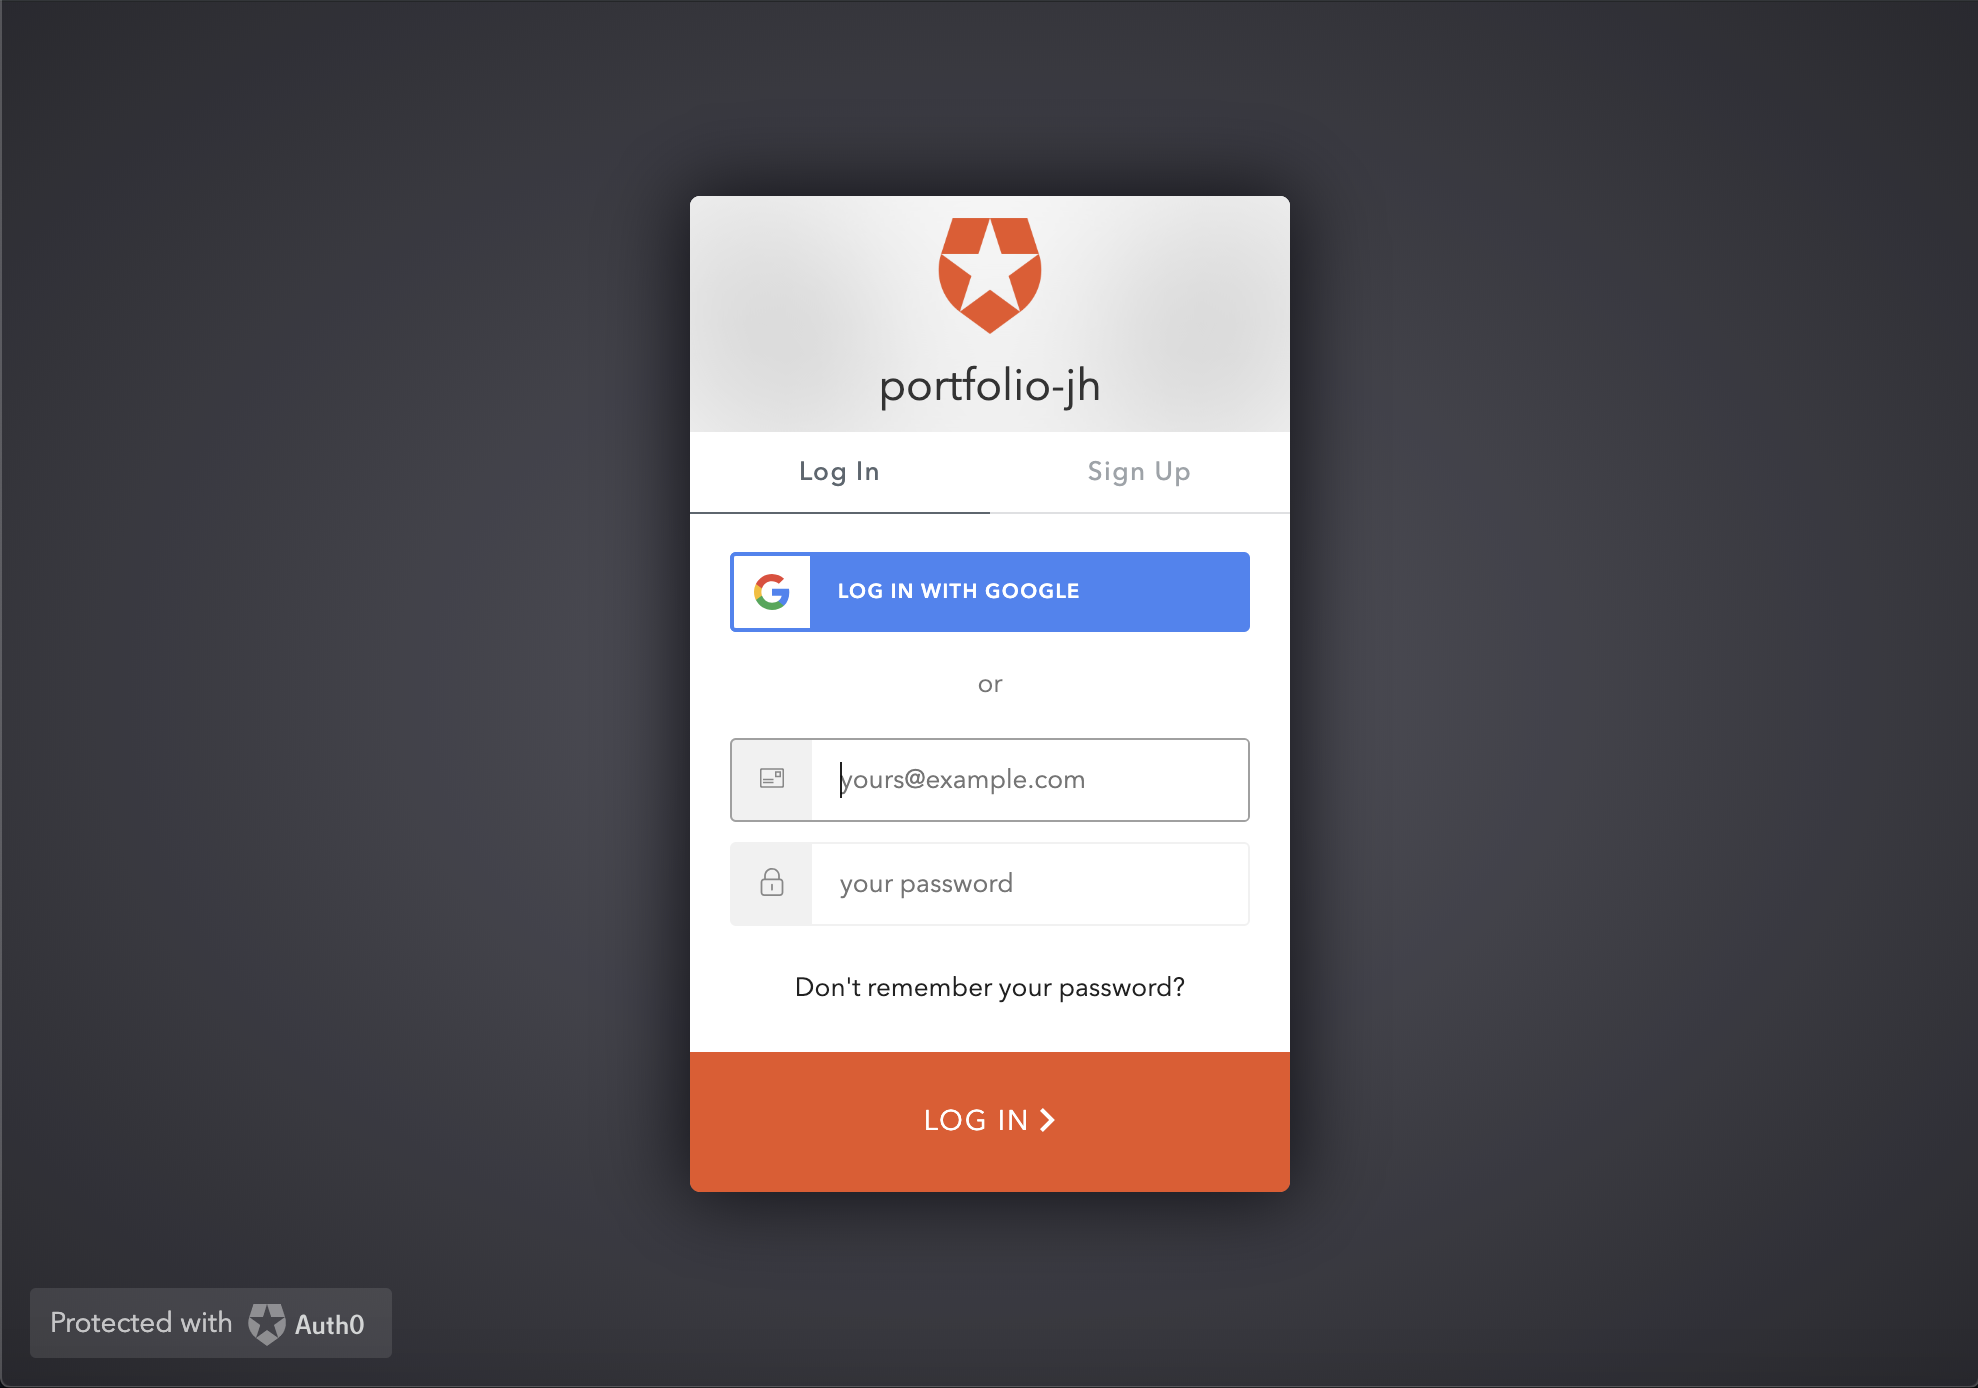 portfolio-jh
Log In
Sign Up
LOG IN WITH GOOGLE
or
yours@example.com
your password
Don't remember your password?
LOG IN
Protected with Auth0